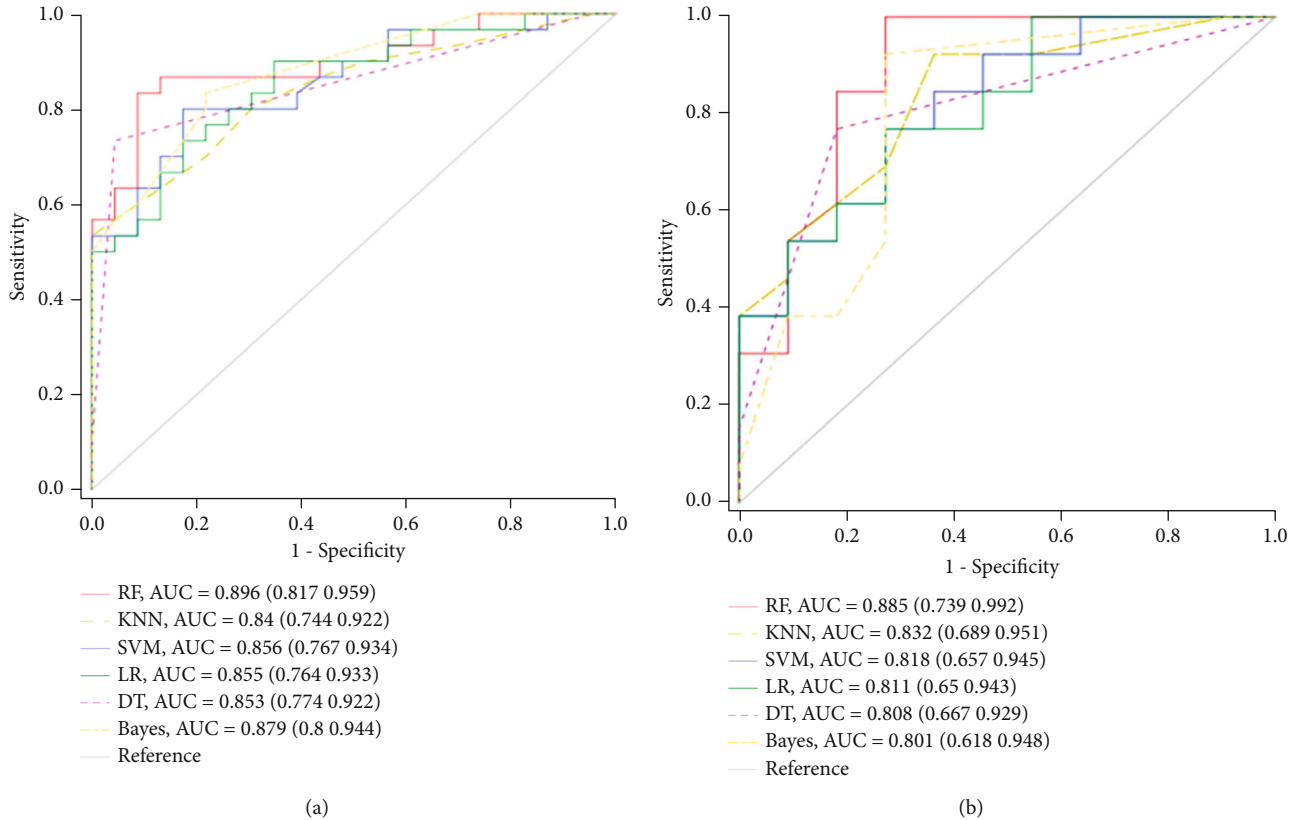 1.0
0.8
0.6
0.4
0.2
0.0
Sensitivity
0.0 0.2 0.4 0.6 0.8 1.0
1 - Specificity
RF, AUC = 0.896 (0.817 0.959)
KNN, AUC = 0.84 (0.744 0.922)
SVM, AUC = 0.856 (0.767 0.934)
LR, AUC = 0.855 (0.764 0.933)
DT, AUC = 0.853 (0.774 0.922)
Bayes, AUC = 0.879 (0.8 0.944)
Reference
(a)
1.0
0.8
0.6
0.4
0.2
0.0
Sensitivity
0.0 0.2 0.4 0.6 0.8 1.0
1 - Specificity
RF, AUC = 0.885 (0.739 0.992)
KNN, AUC = 0.832 (0.689 0.951)
SVM, AUC = 0.818 (0.657 0.945)
LR, AUC = 0.811 (0.65 0.943)
DT, AUC = 0.808 (0.667 0.929)
Bayes, AUC = 0.801 (0.618 0.948)
Reference
(b)